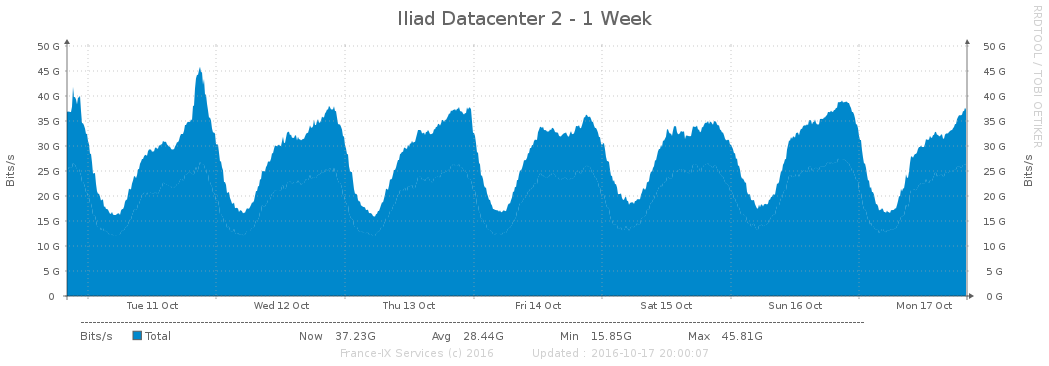 Iliad Datacenter 2 - 1 Week
RRDTOOL / TOBI OETIKER
Bits/s
50 G 50 G
45 G 45 G
40 G 40 G
35 G 35 G
30 G 30 G
25 G 25 G
20 G 20 G
15 G 15 G
10 G 10 G
5 G 5 G
0 0 G
Bits/s
Tue 11 Oct Wed 12 Oct Thu 13 Oct Fri 14 Oct Sat 15 Oct Sun 16 Oct Mon 17 Oct
Bits/s Total Now 37.23G Avg 28.44G Min 15.85G Max 45.81G
France-IX Services (c) 2016 Updated : 2016-10-17 20:00:07